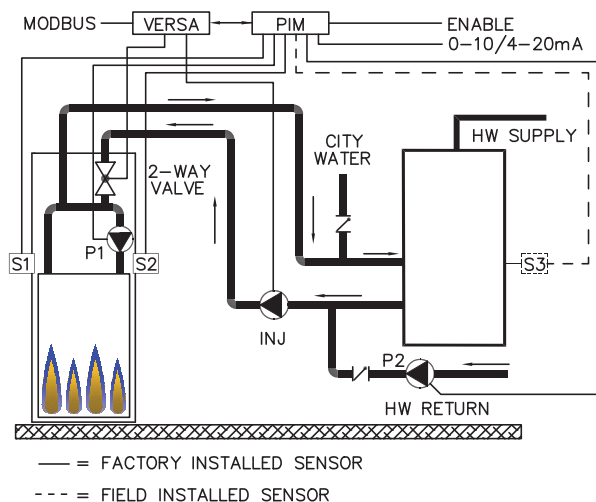 MODBUS
VERSA
PIM
ENABLE
0-10/4-20mA
HW SUPPLY
CITY
WATER
2-WAY
VALVE
P1
S1
S2
S3
INJ
P2
HW RETURN
— = FACTORY INSTALLED SENSOR
--- = FIELD INSTALLED SENSOR